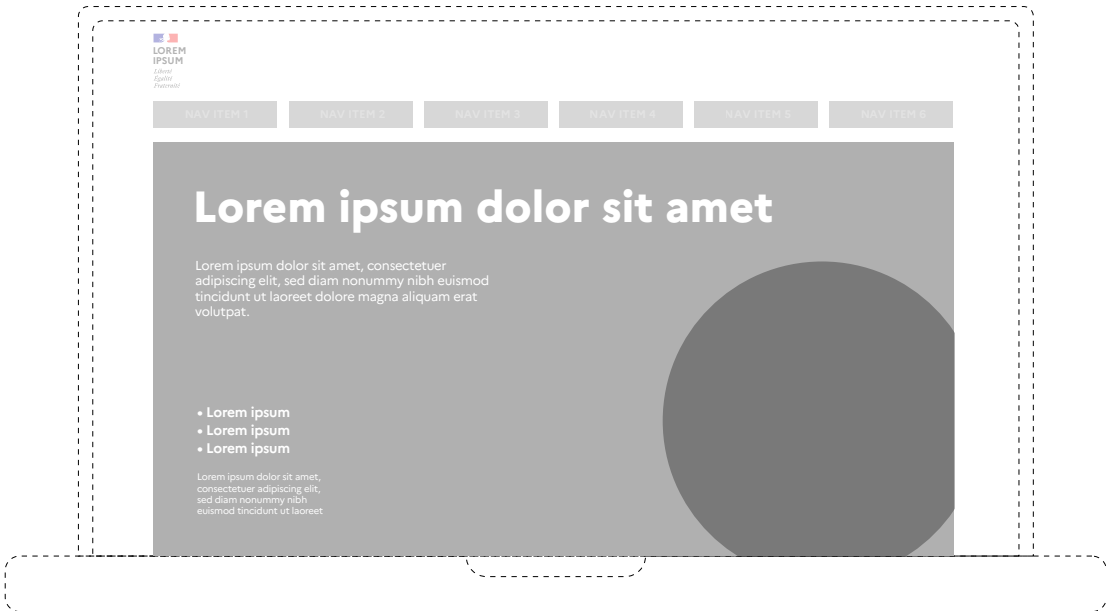 LOREM
IPSUM
Liberté
Égalité
Fraternité
NAV ITEM 1
NAV ITEM 2
NAV ITEM 3
NAV ITEM 4
NAV ITEM 5
NAV ITEM 6
Lorem ipsum dolor sit amet
Lorem ipsum dolor sit amet, consectetuer
adipiscing elit, sed diam nonummy nibh euismod
tincidunt ut laoreet dolore magna aliquam erat
volutpat.
• Lorem ipsum
• Lorem ipsum
• Lorem ipsum
Lorem ipsum dolor sit amet,
consectetuer adipiscing elit,
sed diam nonummy nibh
euismod tincidunt ut laoreet